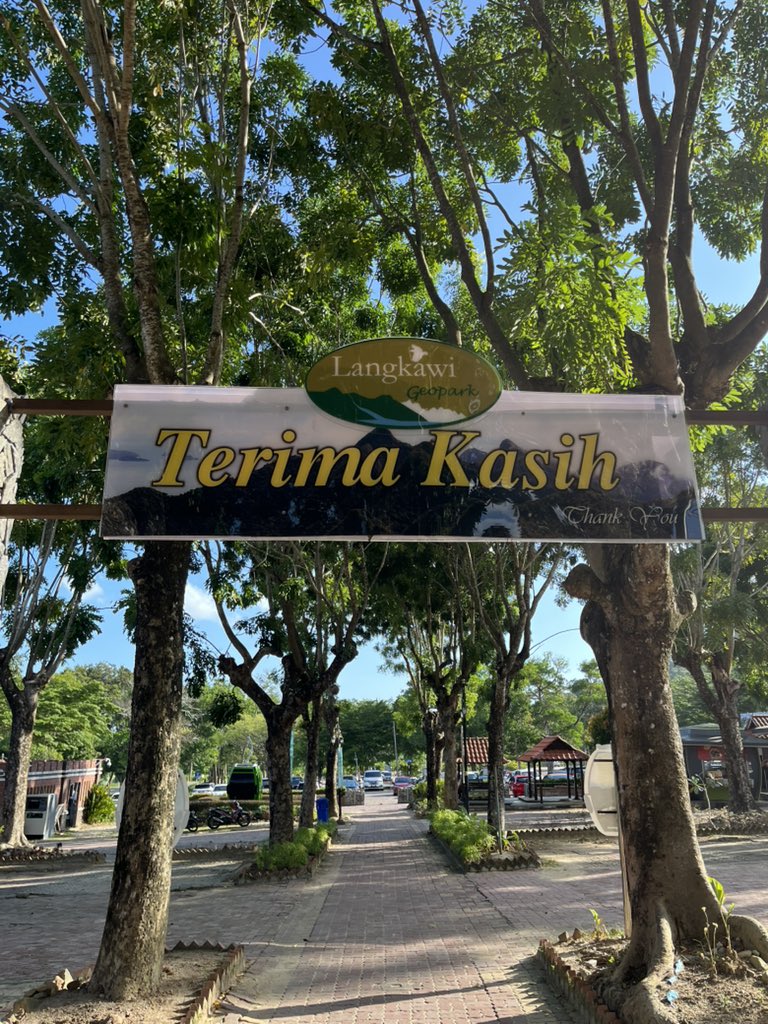 Langkawi
Geopark
Terima Kasih
Thank You